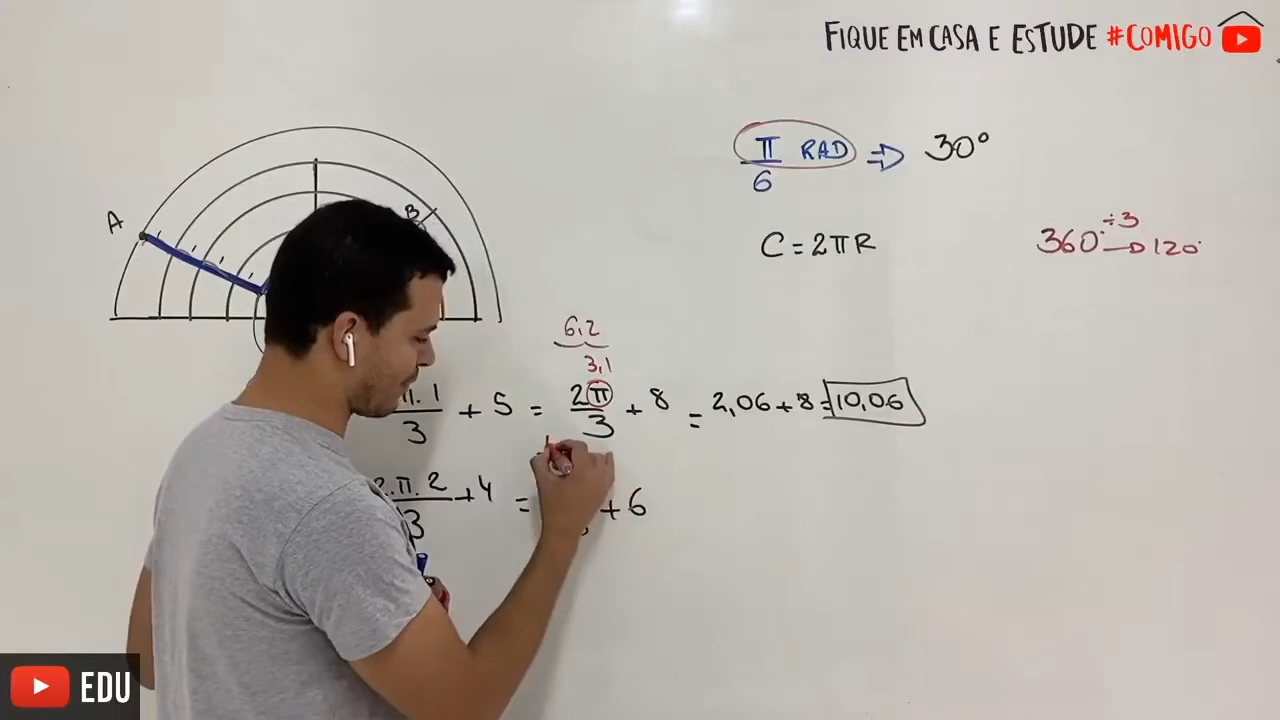 FIQUE EM CASA E ESTUDE #COMIGO
π RAD ⇒ 30°
6
C = 2πR
÷3
360° → 120°
A
B
6,2
3,1
π.1 + 5 = 2π + 8 = 2,06 + 8 = 10,06
3 3
2.π.2 + 4 = + 6
3
EDU